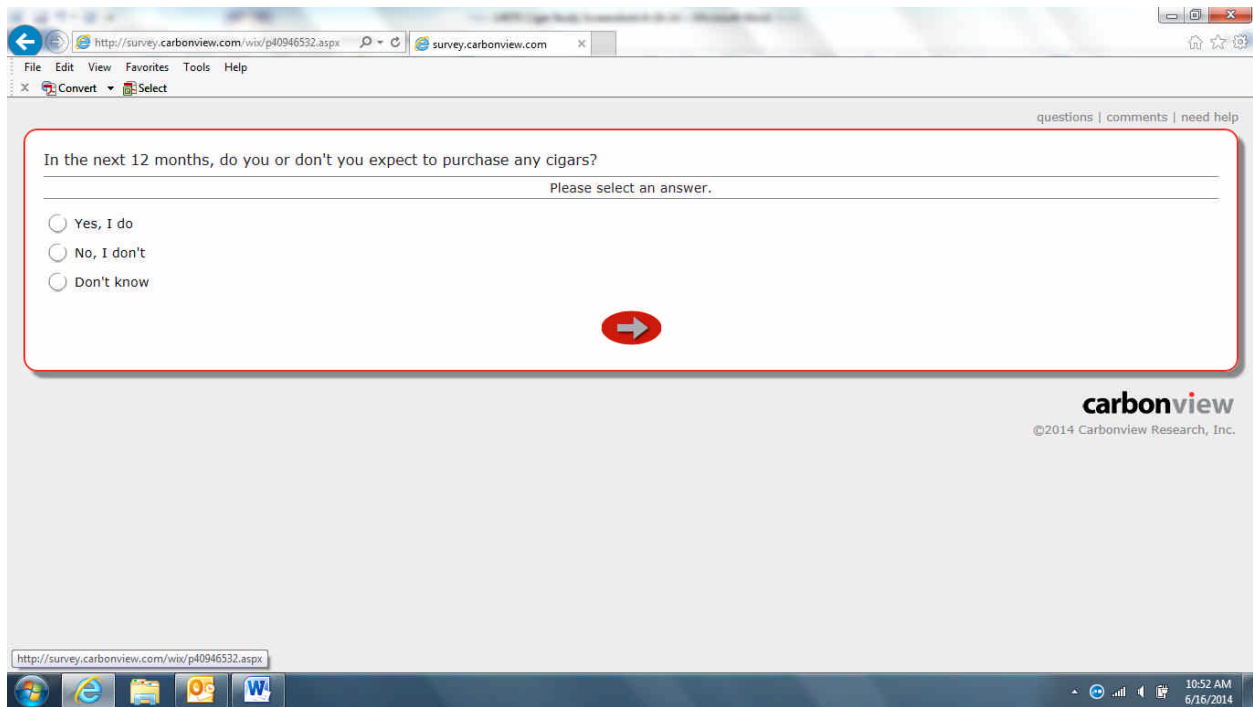 http://survey.carbonview.com/wix/p40946532.aspx
survey.carbonview.com
File Edit View Favorites Tools Help
Convert Select
questions | comments | need help
In the next 12 months, do you or don't you expect to purchase any cigars?
Please select an answer.
Yes, I do
No, I don't
Don't know
carbonview
©2014 Carbonview Research, Inc.
http://survey.carbonview.com/wix/p40946532.aspx
10:52 AM
6/16/2014